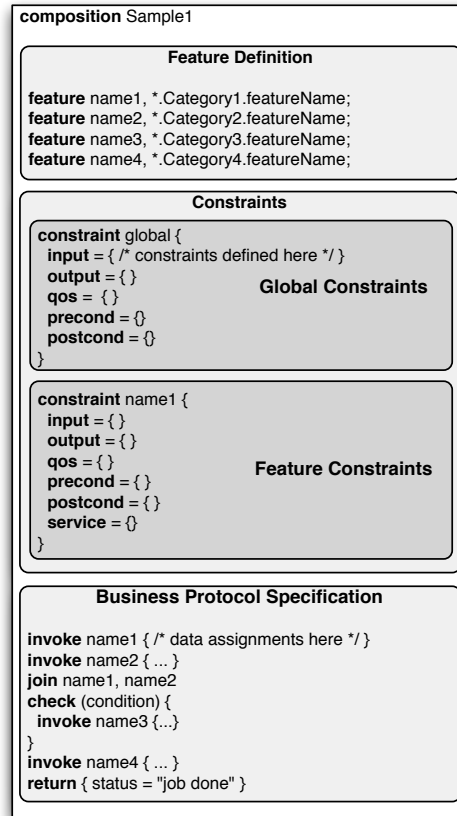 composition Sample1
Feature Definition
feature name1, *.Category1.featureName;
feature name2, *.Category2.featureName;
feature name3, *.Category3.featureName;
feature name4, *.Category4.featureName;
Constraints
constraint global {
input = { /* constraints defined here */ }
output = { }
qos = { }
precond = {}
postcond = {}
}
Global Constraints
constraint name1 {
input = { }
output = { }
qos = { }
precond = { }
postcond = { }
service = {}
}
Feature Constraints
Business Protocol Specification
invoke name1 { /* data assignments here */ }
invoke name2 { ... }
join name1, name2
check (condition) {
invoke name3 {...}
}
invoke name4 { ... }
return { status = "job done" }